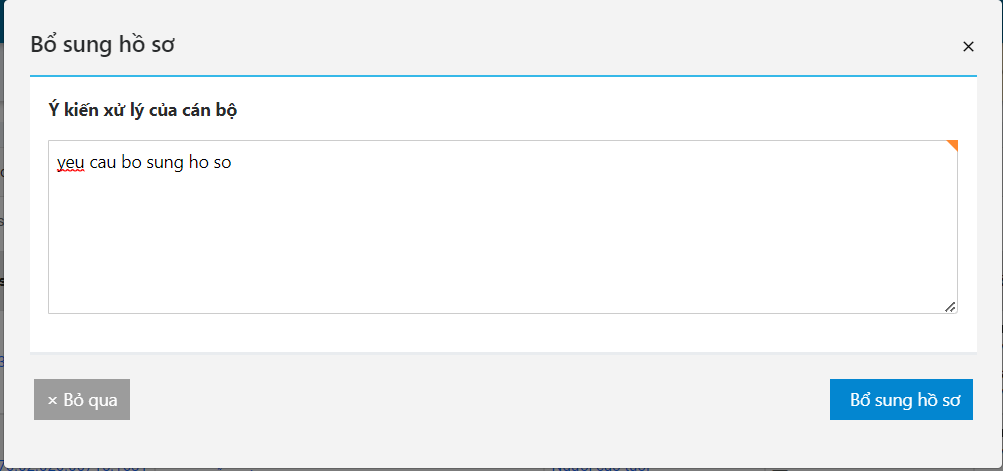 Bổ sung hồ sơ
×
Ý kiến xử lý của cán bộ
yeu cau bo sung ho so
× Bỏ qua
Bổ sung hồ sơ